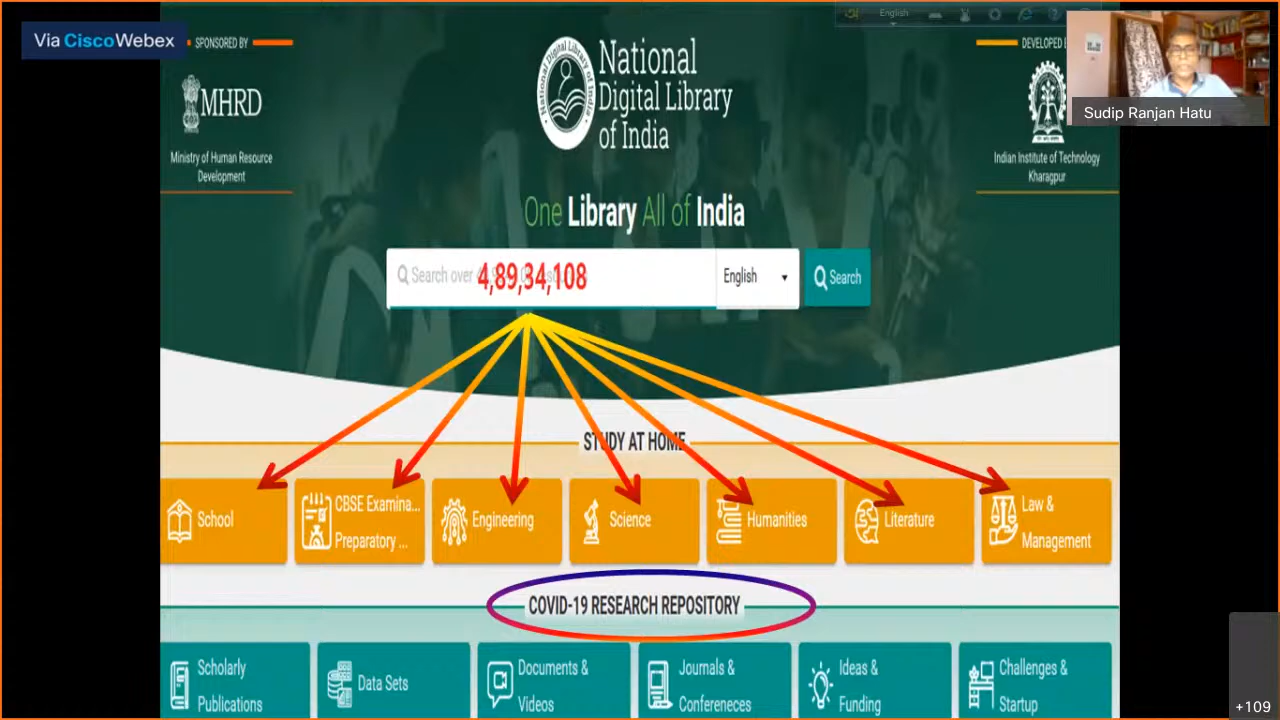 Via CiscoWebex
SPONSORED BY
MHRD
Ministry of Human Resource
Development
National
Digital Library
of India
English
DEVELOPED
Indian Institute of Technology
Kharagpur
Sudip Ranjan Hatu
One Library All of India
Search over
4,89,34,108
English
Search
STUDY AT HOME
School
CBSE Examina...
Preparatory ...
Engineering
Science
Humanities
Literature
Law &
Management
COVID-19 RESEARCH REPOSITORY
Scholarly
Publications
Data Sets
Documents &
Videos
Journals &
Conferences
Ideas &
Funding
Challenges &
Startup
+109